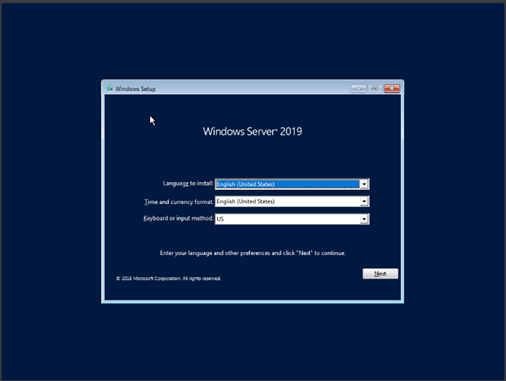 Windows Setup
Windows Server® 2019
Language to install: English (United States)
Time and currency format: English (United States)
Keyboard or input method: US
Enter your language and other preferences and click "Next" to continue.
© 2018 Microsoft Corporation. All rights reserved.
Next